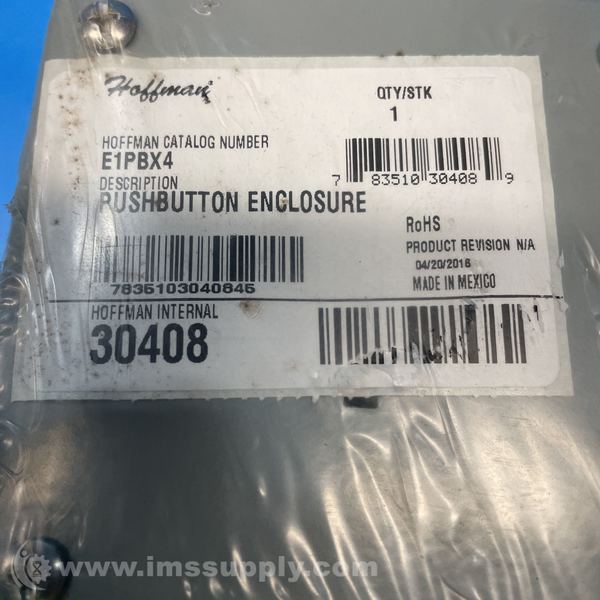 Hoffman
QTY/STK
1
HOFFMAN CATALOG NUMBER
E1PBX4
DESCRIPTION
PUSHBUTTON ENCLOSURE
7 83510 30408 9
RoHS
PRODUCT REVISION N/A
04/20/2016
MADE IN MEXICO
7835103040845
HOFFMAN INTERNAL
30408
www.imssupply.com